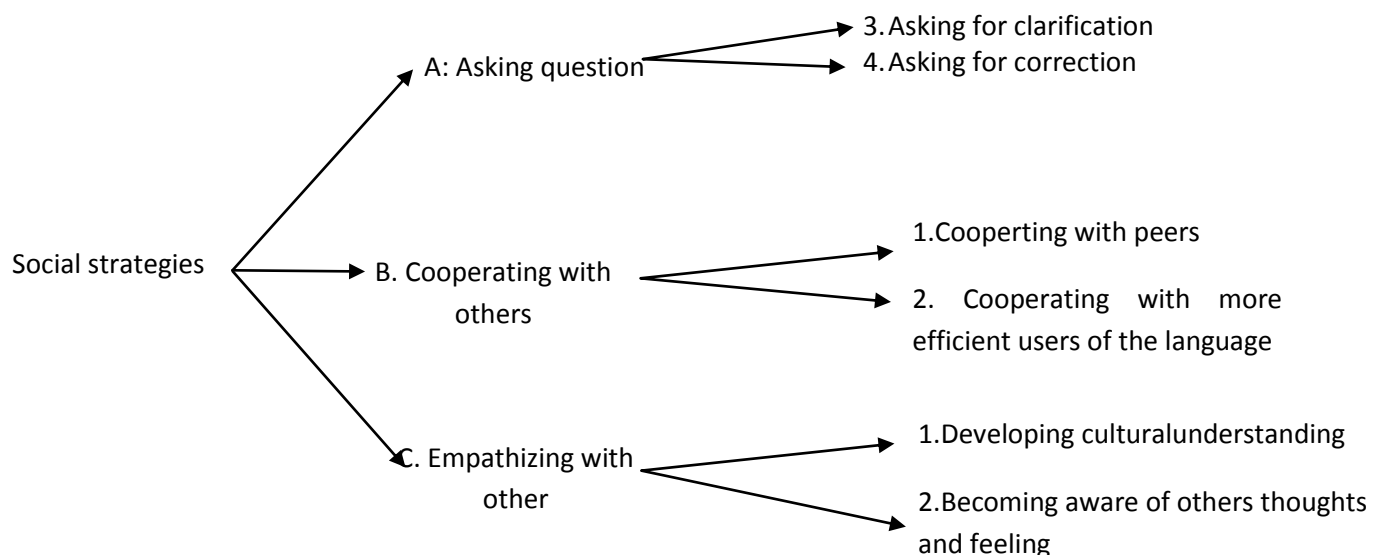 Social strategies
A: Asking question
3.Asking for clarification
4.Asking for correction
B. Cooperating with
others
1.Cooperting with peers
2. Cooperating with more
efficient users of the language
C. Empathizing with
other
1.Developing culturalunderstanding
2.Becoming aware of others thoughts
and feeling